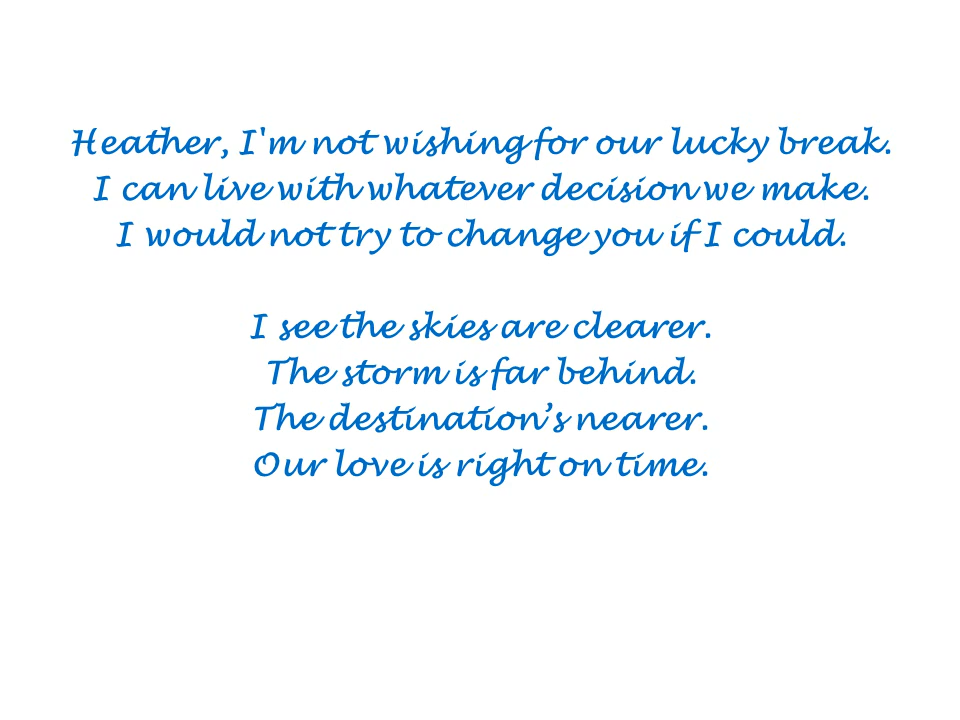 Heather, I'm not wishing for our lucky break.
I can live with whatever decision we make.
I would not try to change you if I could.
I see the skies are clearer.
The storm is far behind.
The destination’s nearer.
Our love is right on time.